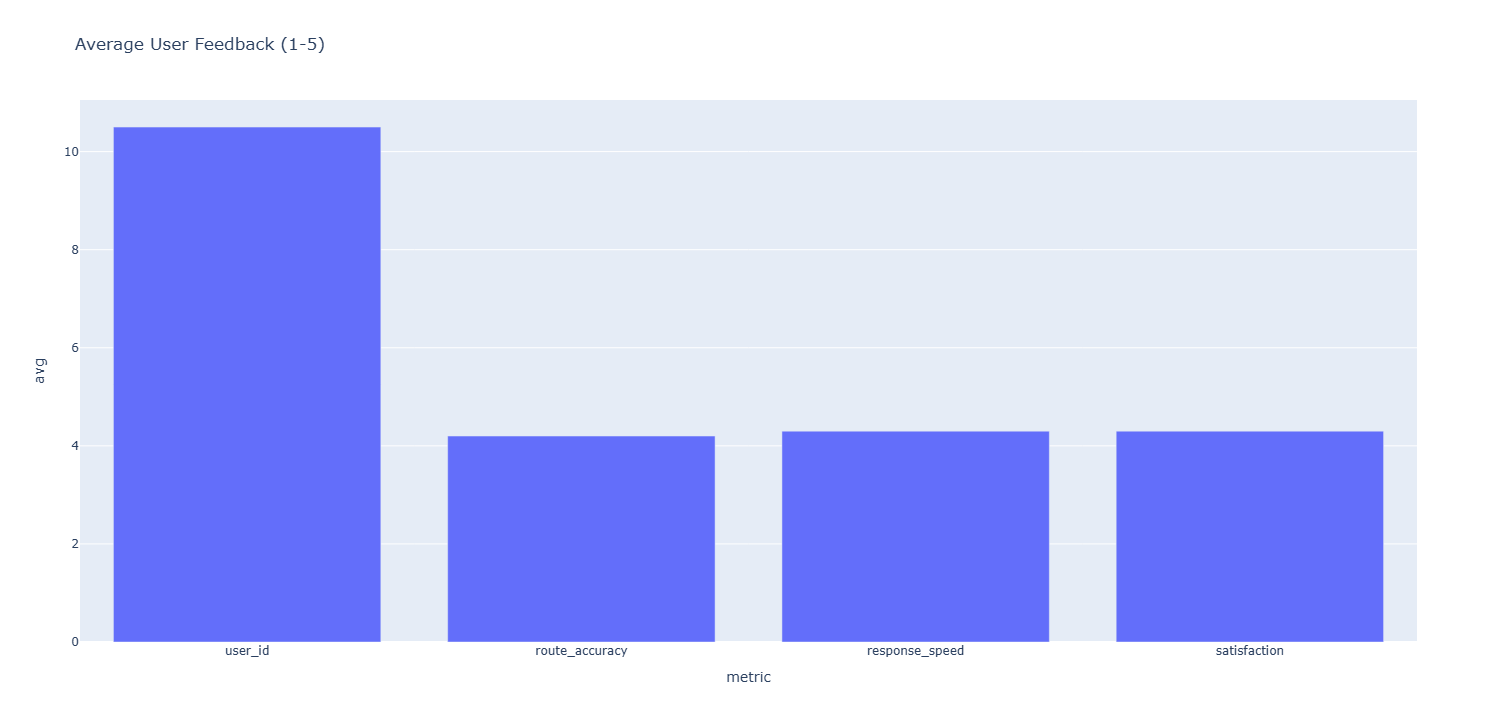 Average User Feedback (1-5)
10
8
6
4
2
0
avg
user_id
route_accuracy
response_speed
satisfaction
metric